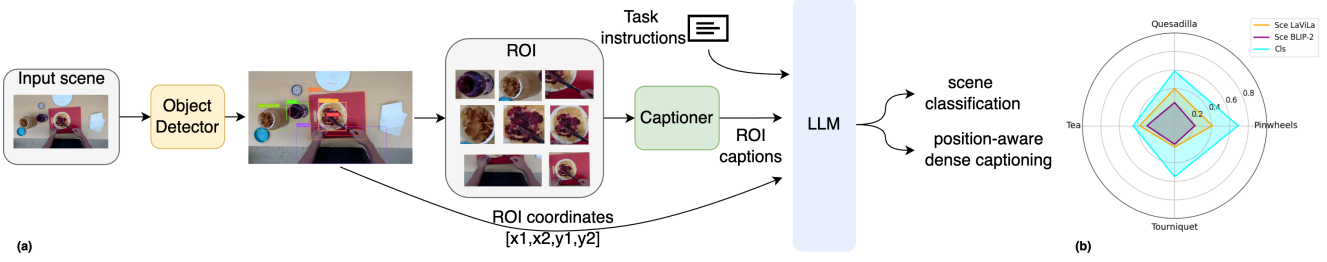 Input scene
Object
Detector
ROI
Captioner
Task
instructions
ROI
captions
ROI coordinates
[x1,x2,y1,y2]
LLM
scene
classification
position-aware
dense captioning
(a)
Quesadilla
Sce LaViLa
Sce BLIP-2
Cls
0.8
0.6
0.4
0.2
Tea
Pinwheels
Tourniquet
(b)